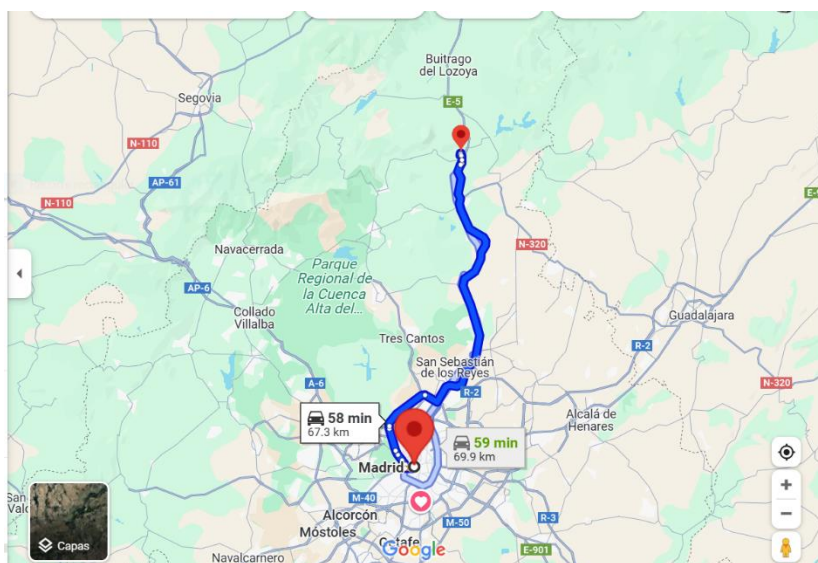 Buitrago
del Lozoya
Segovia
E-5
N-110
AP-61
N-110
Navacerrada
N-320
Parque
Regional de
la Cuenca
Alta del...
AP-6
Collado
Villalba
Guadalajara
Tres Cantos
R-2
San Sebastián
de los Reyes
A-6
R-2
N-320
58 min
67.3 km
Alcalá de
Henares
59 min
69.9 km
Madrid
M-40
Alcorcón
M-50
R-3
Móstoles
Getafe
Google
E-901
Navalcarnero
Capas